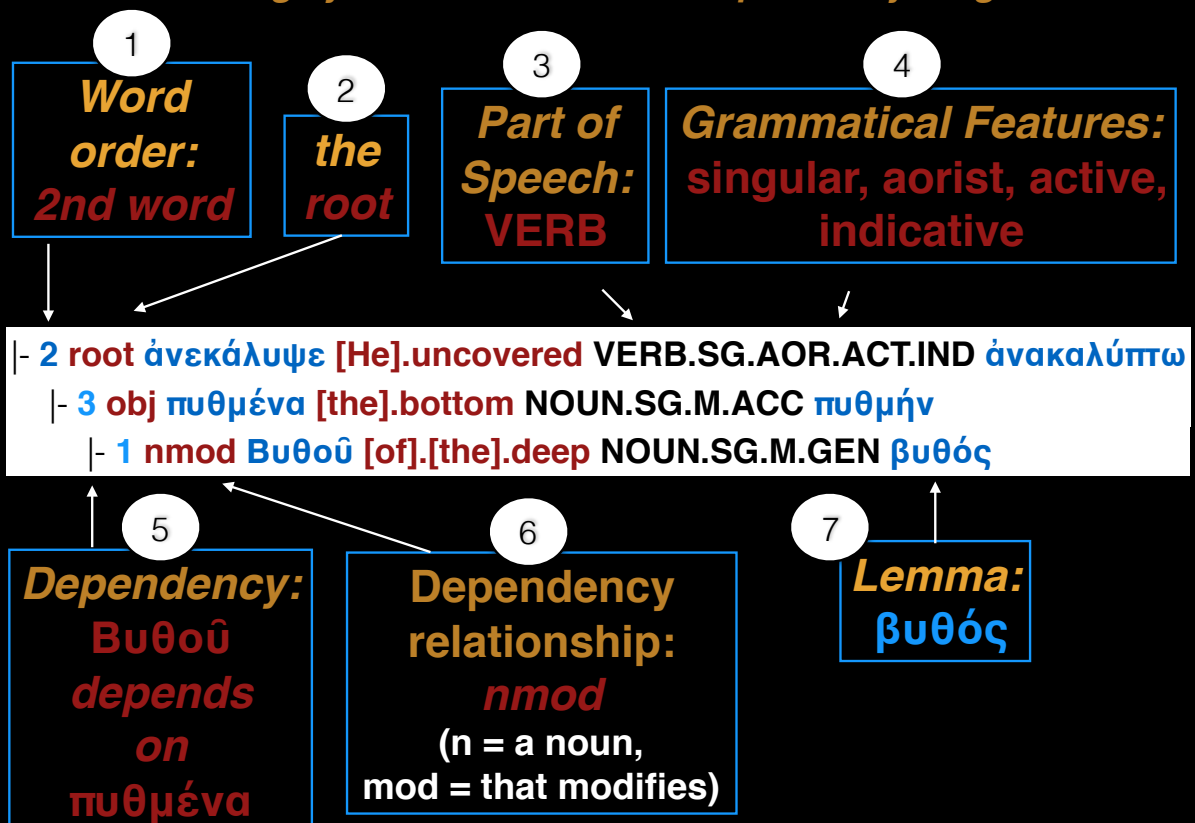 1
Word
order:
2nd word
2
the
root
3
Part of
Speech:
VERB
4
Grammatical Features:
singular, aorist, active,
indicative
|- 2 root ἀνεκάλυψε [He].uncovered VERB.SG.AOR.ACT.IND ἀνακαλύπτω
|- 3 obj πυθμένα [the].bottom NOUN.SG.M.ACC πυθμήν
|- 1 nmod Βυθοῦ [of].[the].deep NOUN.SG.M.GEN βυθός
5
Dependency:
Βυθοῦ
depends
on
πυθμένα
6
Dependency
relationship:
nmod
(n = a noun,
mod = that modifies)
7
Lemma:
βυθός